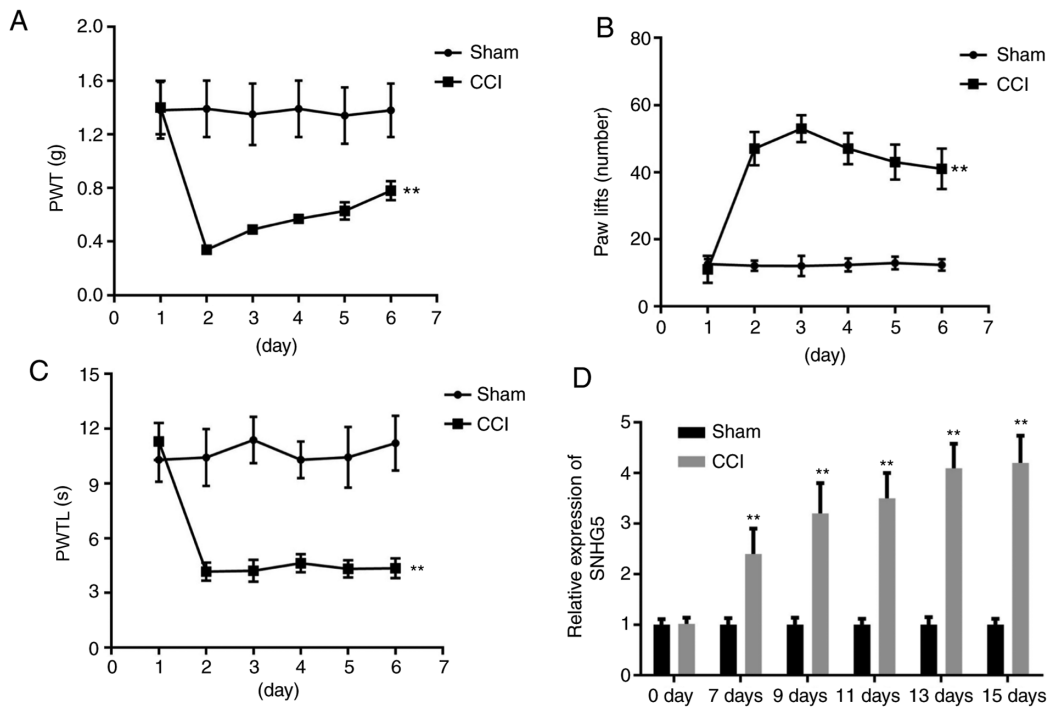 A
2.0
1.6
1.2
0.8
0.4
0.0
PWT (g)
0 1 2 3 4 5 6 7
(day)
Sham
CCI
**
B
80
60
40
20
0
Paw lifts (number)
0 1 2 3 4 5 6 7
(day)
Sham
CCI
**
C
15
12
9
6
3
0
PWTL (s)
0 1 2 3 4 5 6 7
(day)
Sham
CCI
**
D
5
4
3
2
1
0
Relative expression of
SNHG5
Sham
CCI
** ** ** ** **
0 day 7 days 9 days 11 days 13 days 15 days